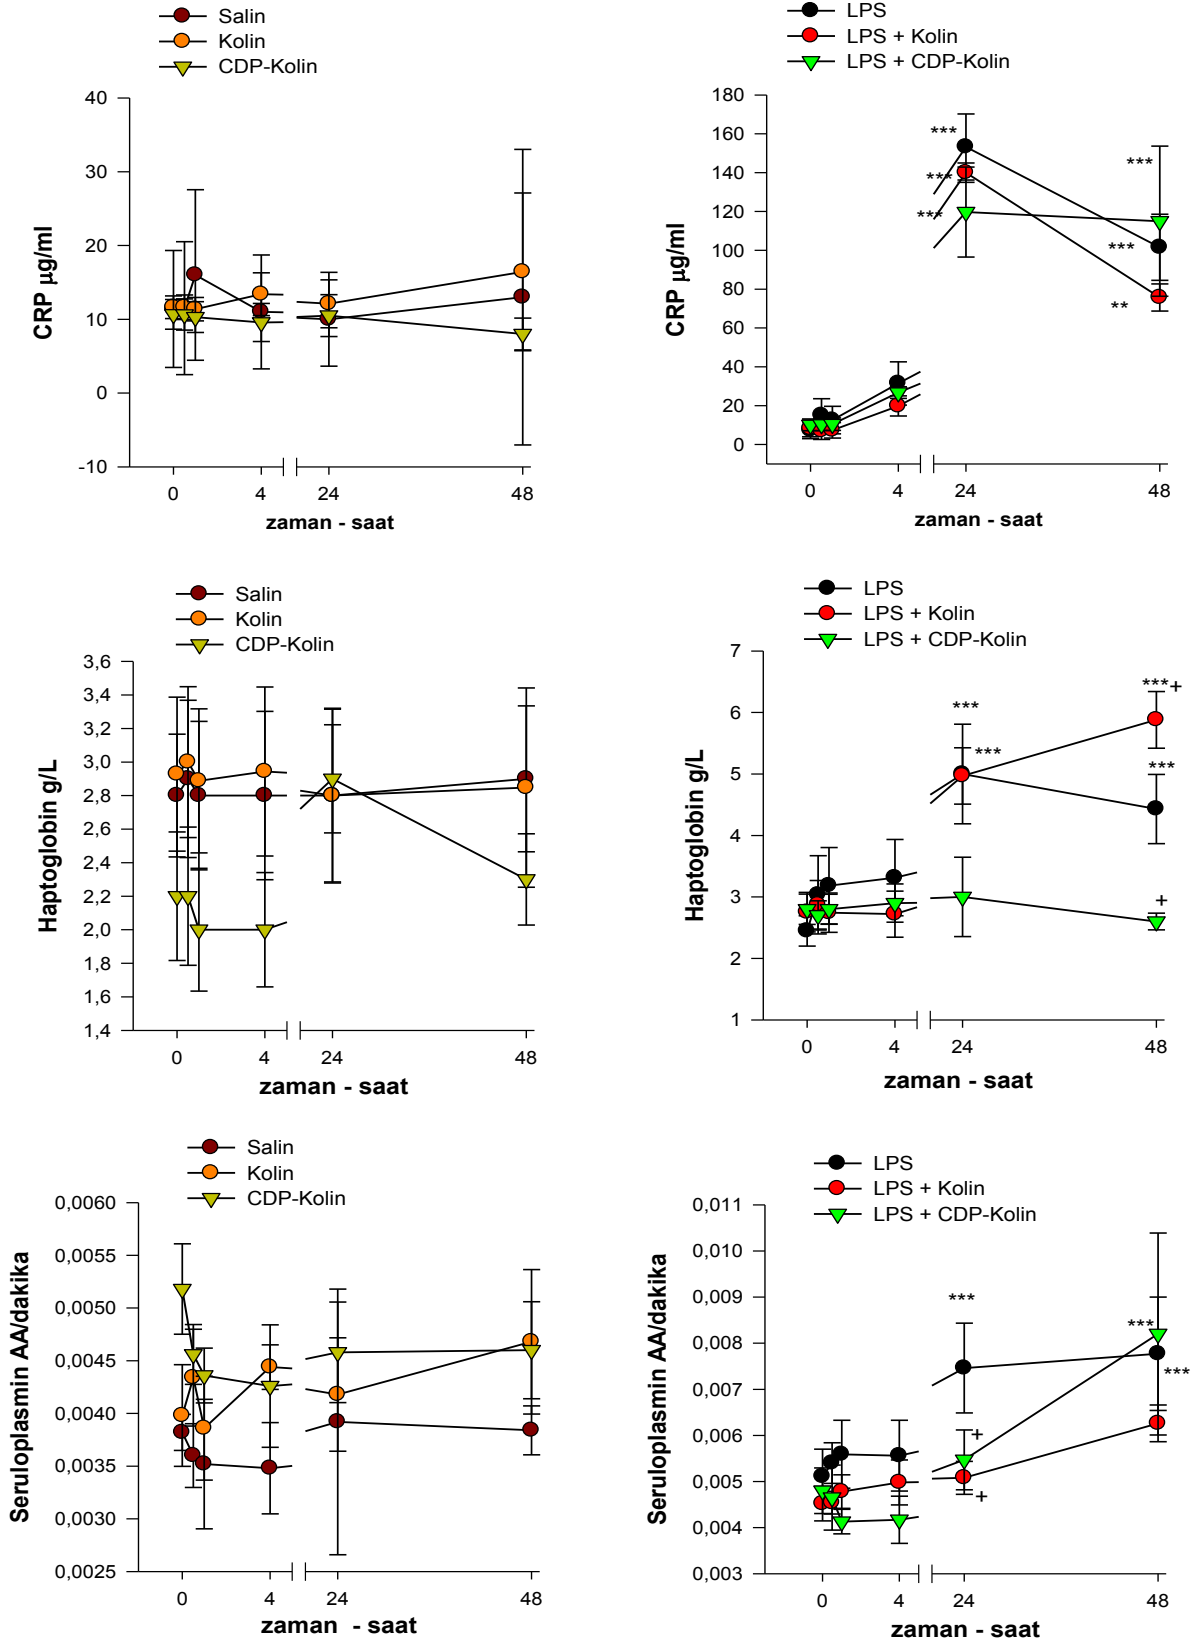 Salin
Kolin
CDP-Kolin
40
30
20
10
0
-10
CRP µg/ml
0 4 24 48
zaman - saat
LPS
LPS + Kolin
LPS + CDP-Kolin
180
160
140
120
100
80
60
40
20
0
CRP µg/ml
***
***
***
***
***
**
0 4 24 48
zaman - saat
Salin
Kolin
CDP-Kolin
3,6
3,4
3,2
3,0
2,8
2,6
2,4
2,2
2,0
1,8
1,6
1,4
Haptoglobin g/L
0 4 24 48
zaman - saat
LPS
LPS + Kolin
LPS + CDP-Kolin
7
6
5
4
3
2
1
Haptoglobin g/L
***+
***
***
***
+
0 4 24 48
zaman - saat
Salin
Kolin
CDP-Kolin
0,0060
0,0055
0,0050
0,0045
0,0040
0,0035
0,0030
0,0025
Seruloplasmin AA/dakika
0 4 24 48
zaman - saat
LPS
LPS + Kolin
LPS + CDP-Kolin
0,011
0,010
0,009
0,008
0,007
0,006
0,005
0,004
0,003
Seruloplasmin AA/dakika
***
***
***
+
+
0 4 24 48
zaman - saat